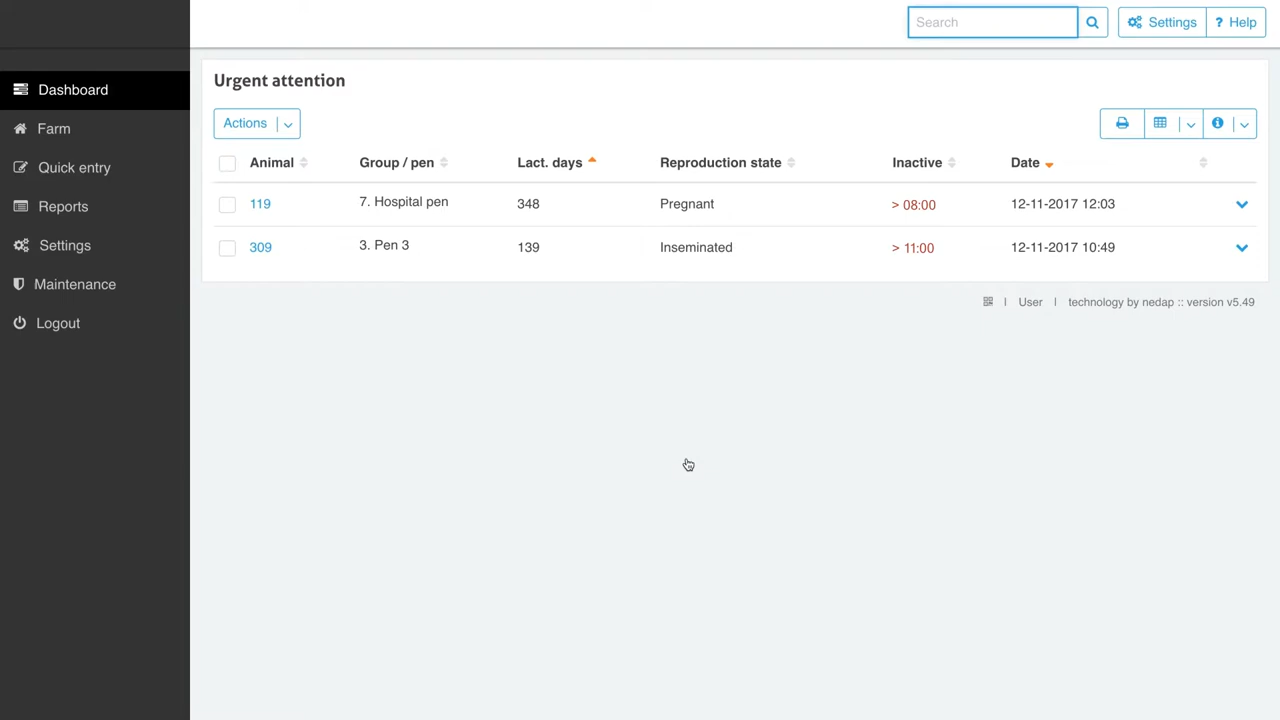 Search
Settings
? Help
Dashboard
Farm
Quick entry
Reports
Settings
Maintenance
Logout
Urgent attention
Actions
Animal Group / pen Lact. days Reproduction state Inactive Date
119 7. Hospital pen 348 Pregnant > 08:00 12-11-2017 12:03
309 3. Pen 3 139 Inseminated > 11:00 12-11-2017 10:49
User | technology by nedap :: version v5.49